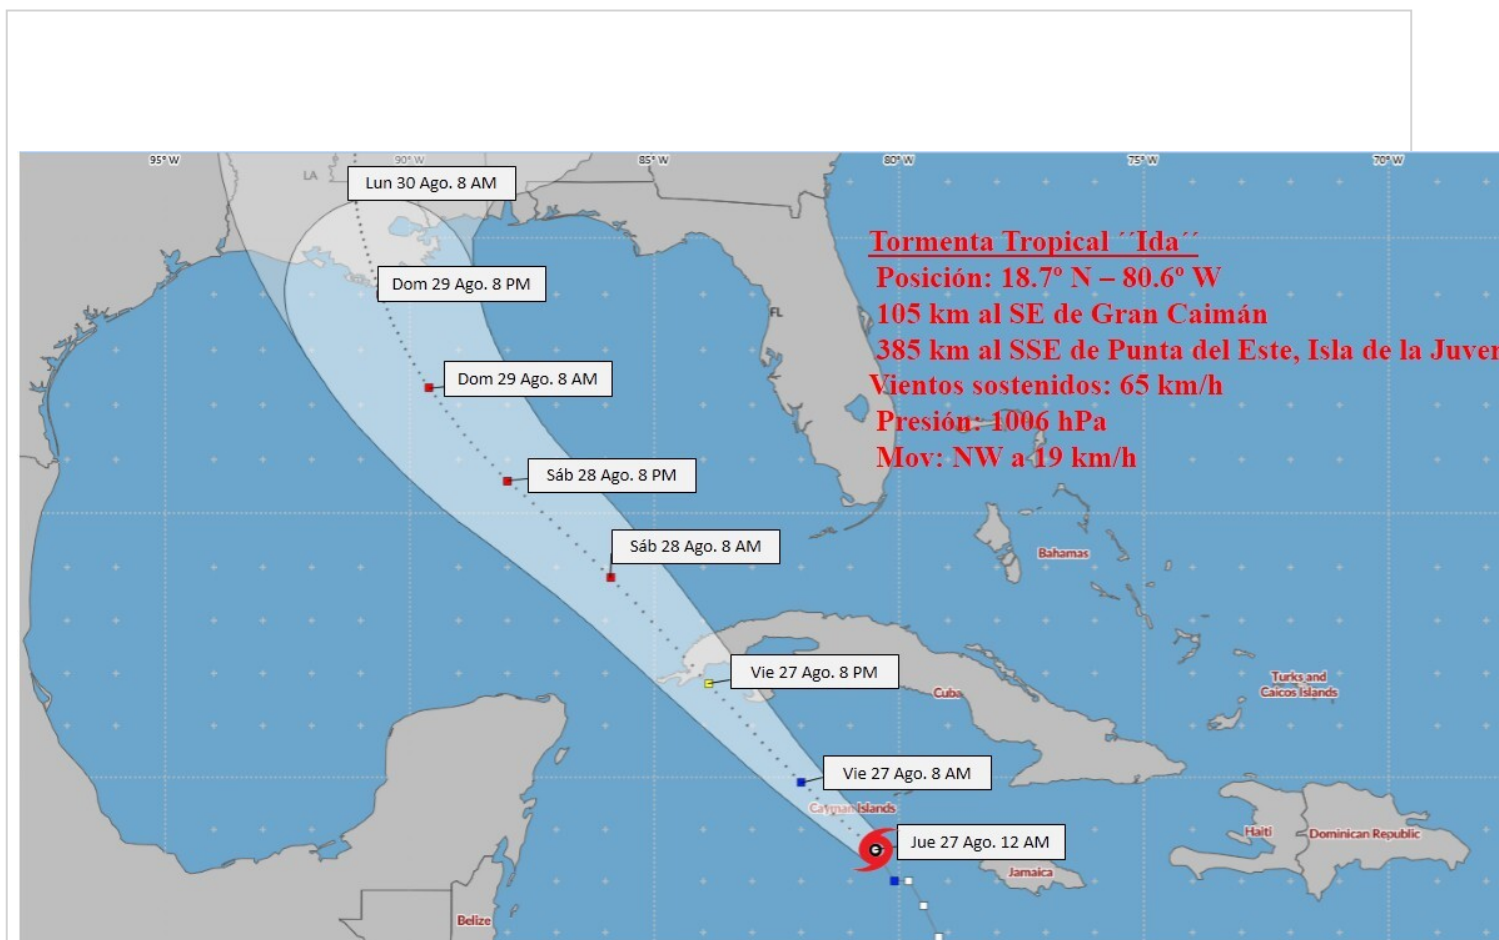 95° W
90° W
85° W
80° W
75° W
70° W
LA
Lun 30 Ago. 8 AM
Tormenta Tropical ´´Ida´´
Posición: 18.7º N – 80.6º W
Dom 29 Ago. 8 PM
105 km al SE de Gran Caimán
FL
385 km al SSE de Punta del Este, Isla de la Juven
Dom 29 Ago. 8 AM
Vientos sostenidos: 65 km/h
Presión: 1006 hPa
Mov: NW a 19 km/h
Sáb 28 Ago. 8 PM
Sáb 28 Ago. 8 AM
Bahamas
Vie 27 Ago. 8 PM
Cuba
Turks and
Caicos Islands
Vie 27 Ago. 8 AM
Cayman Islands
Jue 27 Ago. 12 AM
Haiti
Dominican Republic
Jamaica
Belize